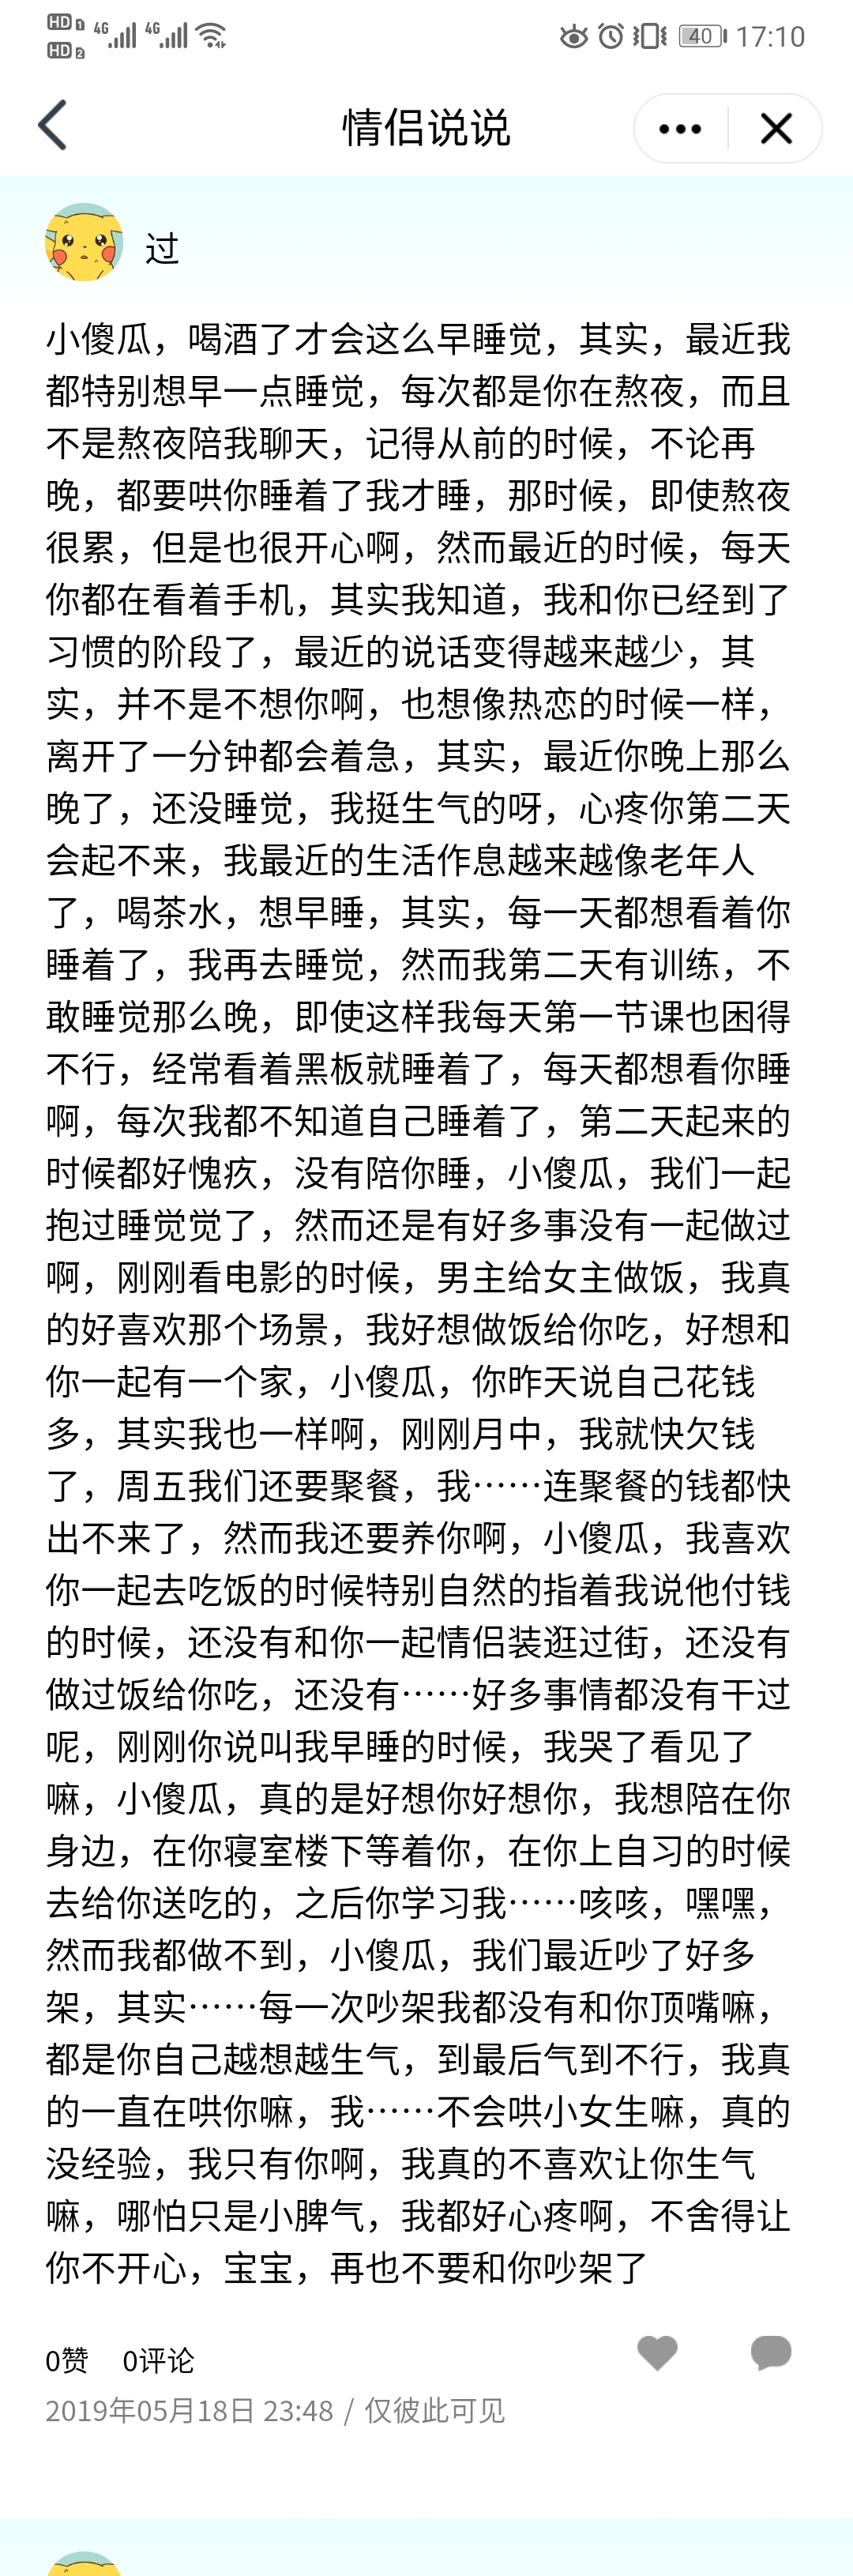 HD 1 4G 4G
HD 2
40 17:10
情侣说说
过
小傻瓜，喝酒了才会这么早睡觉，其实，最近我
都特别想早一点睡觉，每次都是你在熬夜，而且
不是熬夜陪我聊天，记得从前的时候，不论再
晚，都要哄你睡着了我才睡，那时候，即使熬夜
很累，但是也很开心啊，然而最近的时候，每天
你都在看着手机，其实我知道，我和你已经到了
习惯的阶段了，最近的说话变得越来越少，其
实，并不是不想你啊，也想像热恋的时候一样，
离开了一分钟都会着急，其实，最近你晚上那么
晚了，还没睡觉，我挺生气的呀，心疼你第二天
会起不来，我最近的生活作息越来越像老年人
了，喝茶水，想早睡，其实，每一天都想看着你
睡着了，我再去睡觉，然而我第二天有训练，不
敢睡觉那么晚，即使这样我每天第一节课也困得
不行，经常看着黑板就睡着了，每天都想看你睡
啊，每次我都不知道自己睡着了，第二天起来的
时候都好愧疚，没有陪你睡，小傻瓜，我们一起
抱过睡觉觉了，然而还是有好多事没有一起做过
啊，刚刚看电影的时候，男主给女主做饭，我真
的好喜欢那个场景，我好想做饭给你吃，好想和
你一起有一个家，小傻瓜，你昨天说自己花钱
多，其实我也一样啊，刚刚月中，我就快欠钱
了，周五我们还要聚餐，我……连聚餐的钱都快
出不来了，然而我还要养你啊，小傻瓜，我喜欢
你一起去吃饭的时候特别自然的指着我说他付钱
的时候，还没有和你一起情侣装逛过街，还没有
做过饭给你吃，还没有……好多事情都没有干过
呢，刚刚你说叫我早睡的时候，我哭了看见了
嘛，小傻瓜，真的是好想你好想你，我想陪在你
身边，在你寝室楼下等着你，在你上自习的时候
去给你送吃的，之后你学习我……咳咳，嘿嘿，
然而我都做不到，小傻瓜，我们最近吵了好多
架，其实……每一次吵架我都没有和你顶嘴嘛，
都是你自己越想越生气，到最后气到不行，我真
的一直在哄你嘛，我……不会哄小女生嘛，真的
没经验，我只有你啊，我真的不喜欢让你生气
嘛，哪怕只是小脾气，我都好心疼啊，不舍得让
你不开心，宝宝，再也不要和你吵架了
0赞 0评论
2019年05月18日 23:48 / 仅彼此可见